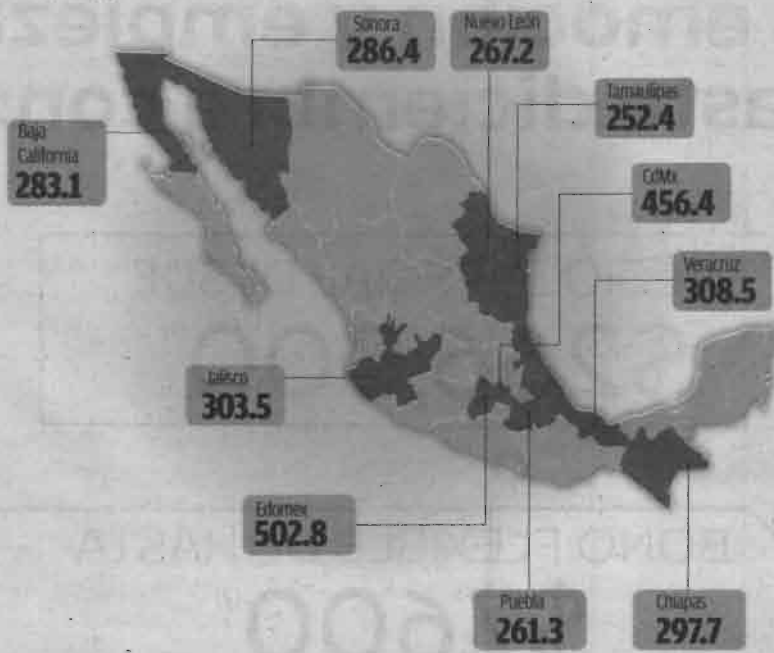 Sonora
286.4
Nuevo León
267.2
Tamaulipas
252.4
Baja
California
283.1
CdMx
456.4
Veracruz
308.5
Jalisco
303.5
Edomex
502.8
Puebla
261.3
Chiapas
297.7